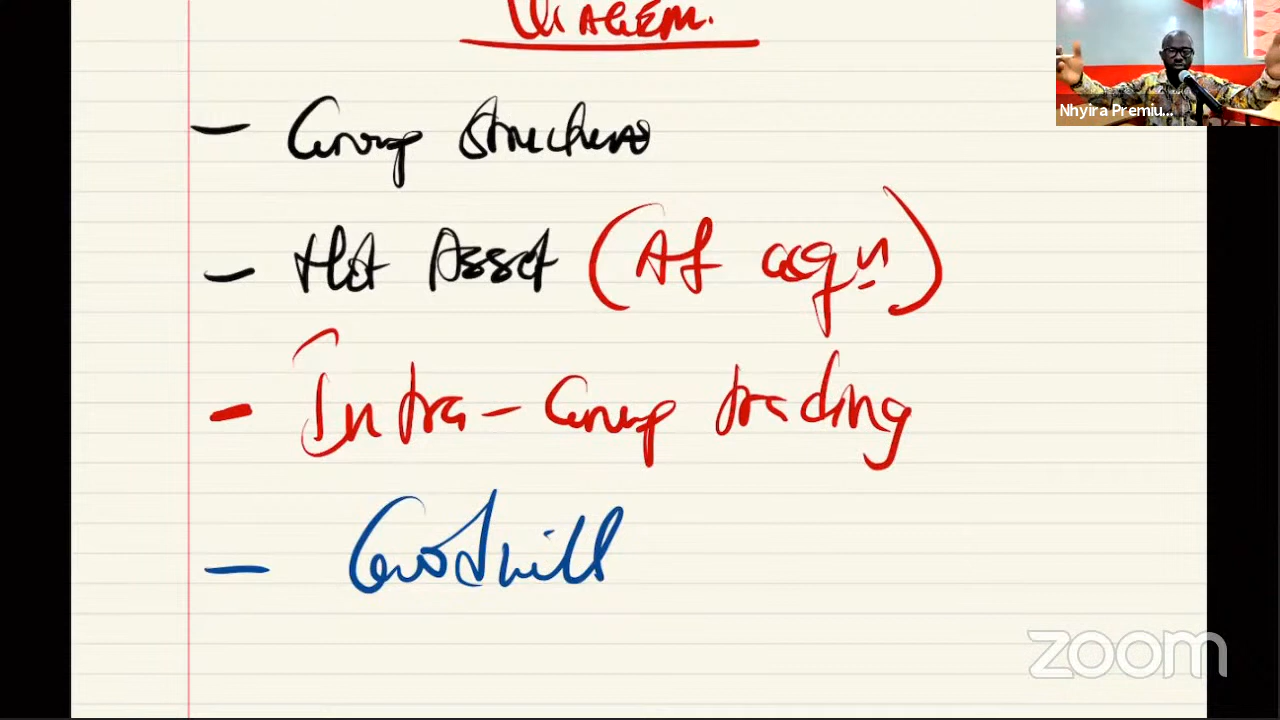 - Group Structure
- Net Asset (At acqn)
- Intra-Group trading
- Goodwill
Nhyira Premiu...
zoom